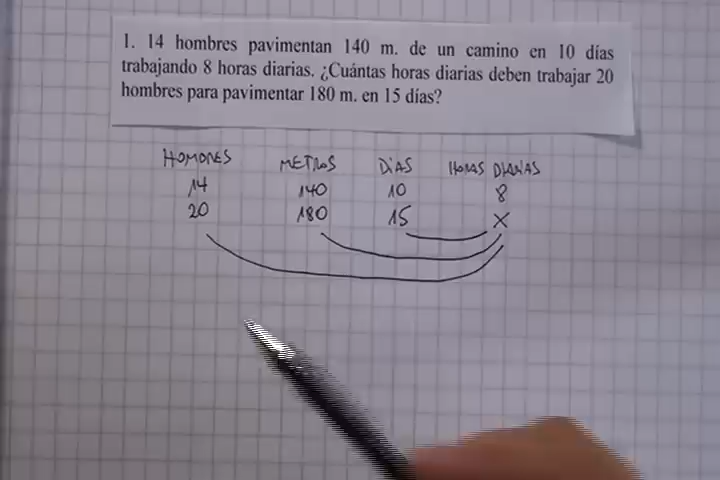 1. 14 hombres pavimentan 140 m. de un camino en 10 días
trabajando 8 horas diarias. ¿Cuántas horas diarias deben trabajar 20
hombres para pavimentar 180 m. en 15 días?
HOMBRES METROS DÍAS HORAS DIARIAS
14 140 10 8
20 180 15 X